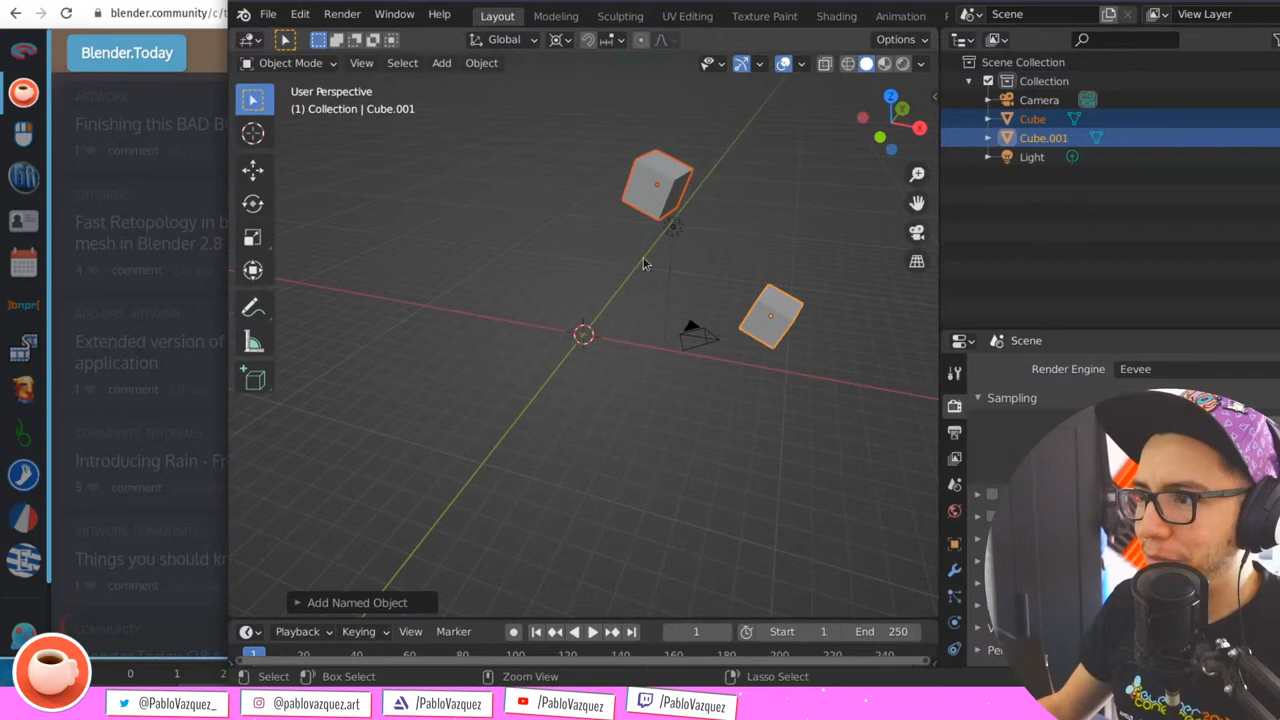 blender.community/c/t
Blender.Today
ARTWORK
Finishing this BAD B
1 comment
TUTORIAL
Fast Retopology in b
mesh in Blender 2.8
4 comment
ADD-ONS, ARTWORK
Extended version of
application
1 comment
COMMUNITY, TUTORIALS
Introducing Rain - Fr
5 comment
NETWORK, COMMUNITY
Things you should kr
1 comment
COMMUNITY
File Edit Render Window Help
Layout Modeling Sculpting UV Editing Texture Paint Shading Animation
Scene View Layer
Global Options
Object Mode View Select Add Object
User Perspective
(1) Collection | Cube.001
Z Y X
Scene Collection
Collection
Camera
Cube
Cube.001
Light
Scene
Render Engine Eevee
Sampling
Add Named Object
Playback Keying View Marker 1 Start 1 End 250
1 20 40 60 80 100 120 140 160 180 200 220 240
Select Box Select Zoom View Lasso Select
0 1 2
@PabloVazquez_ @pablovazquez.art /PabloVazquez /PabloVazquez /PabloVazquez